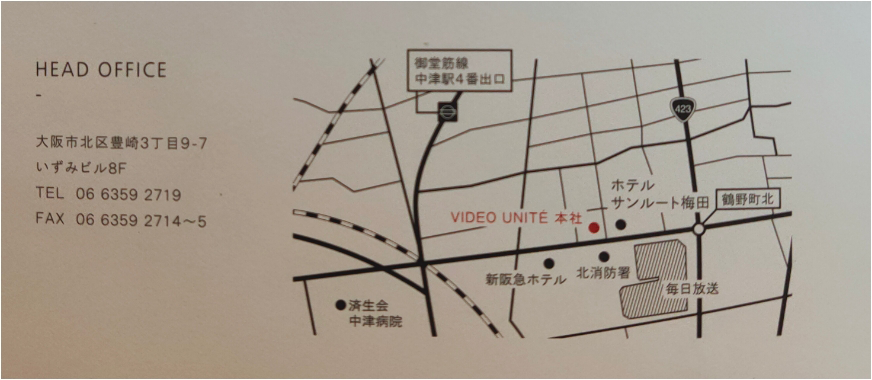 HEAD OFFICE
-
大阪市北区豊崎3丁目9-7
いずみビル8F
TEL 06 6359 2719
FAX 06 6359 2714〜5
御堂筋線
中津駅4番出口
423
ホテル
サンルート梅田
鶴野町北
VIDEO UNITÉ 本社
新阪急ホテル
北消防署
毎日放送
済生会
中津病院